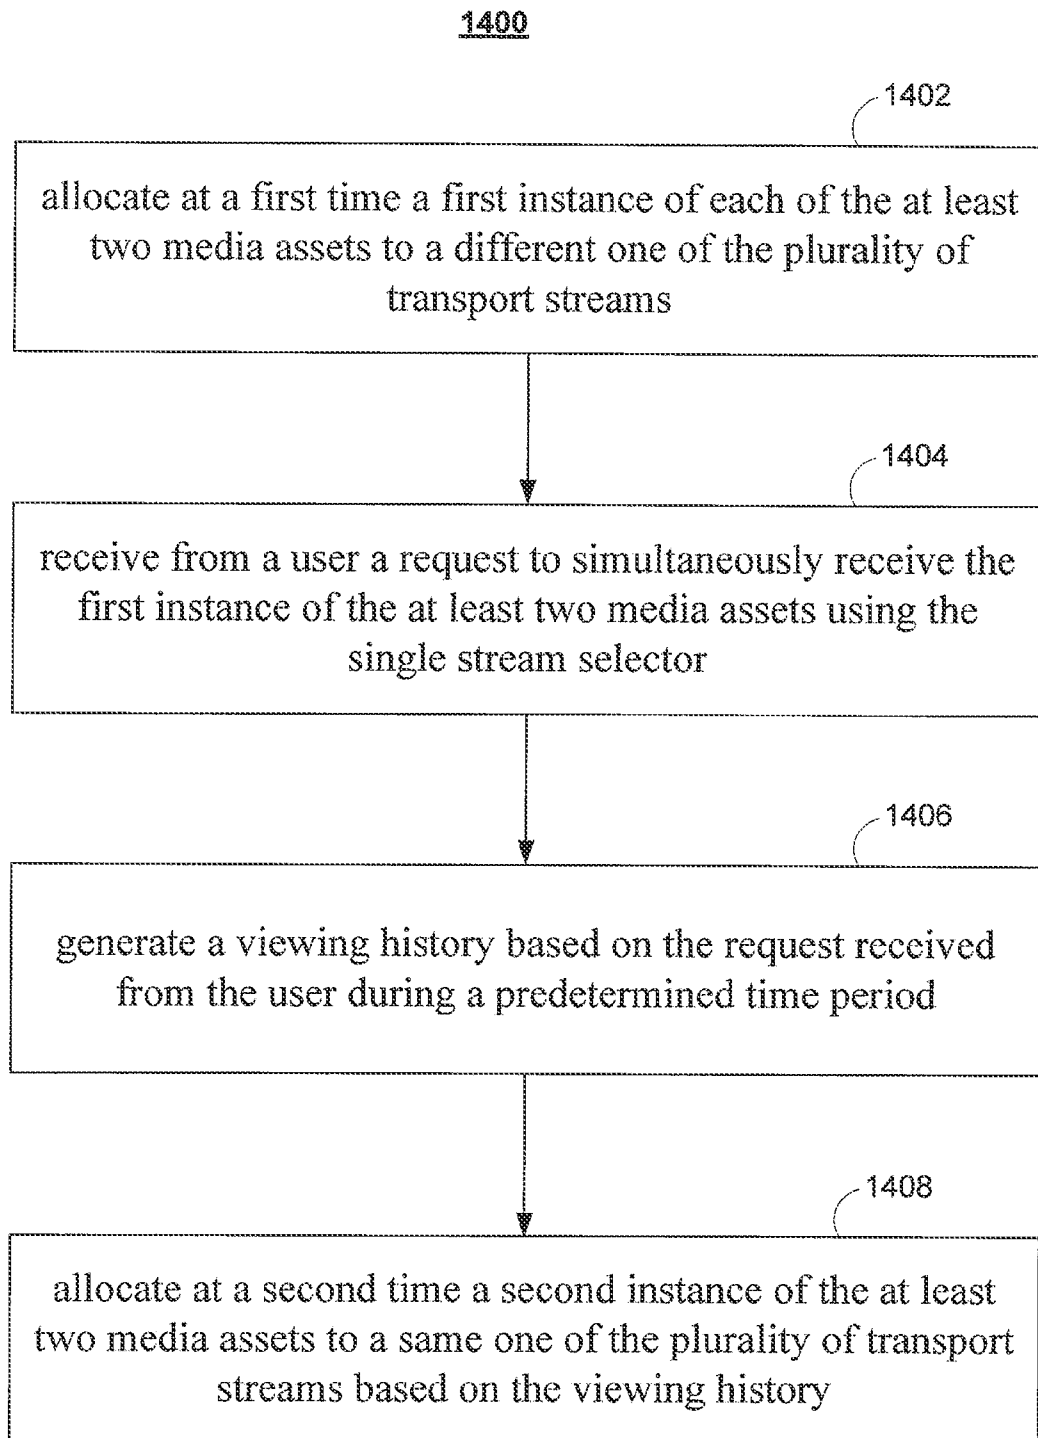 1400
1402
allocate at a first time a first instance of each of the at least
two media assets to a different one of the plurality of
transport streams
1404
receive from a user a request to simultaneously receive the
first instance of the at least two media assets using the
single stream selector
1406
generate a viewing history based on the request received
from the user during a predetermined time period
1408
allocate at a second time a second instance of the at least
two media assets to a same one of the plurality of transport
streams based on the viewing history